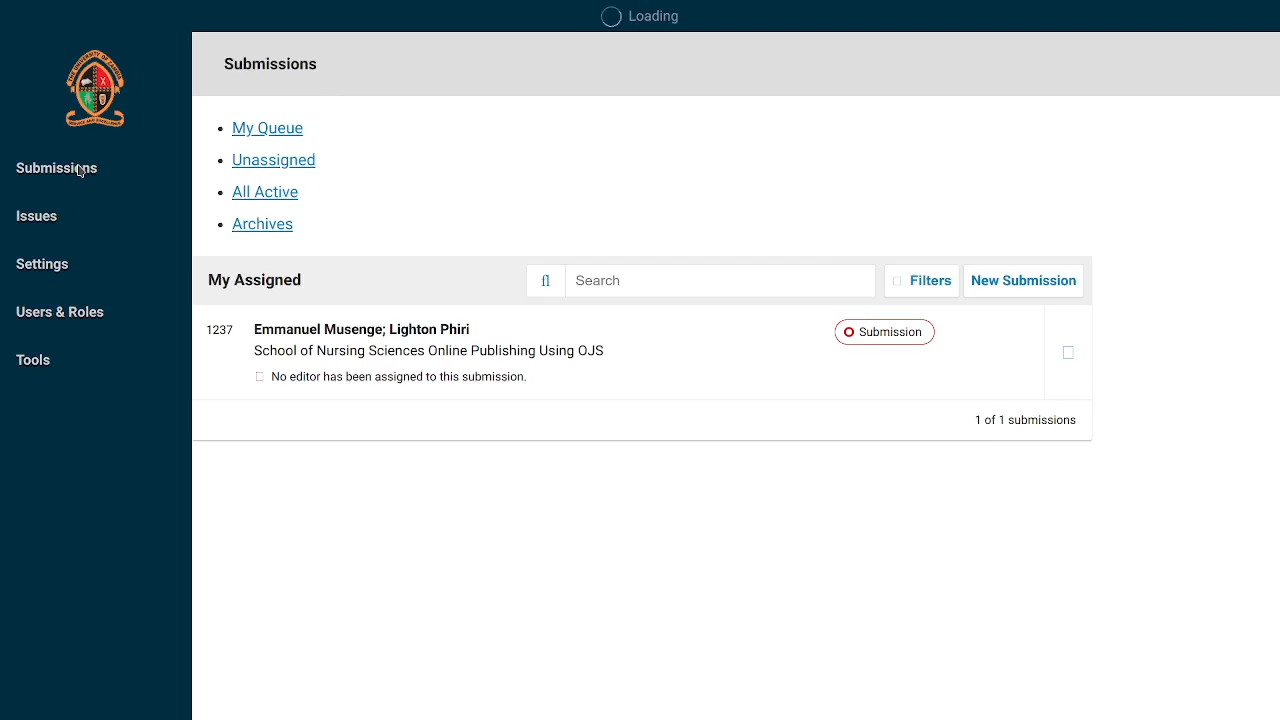 Loading
Submissions
Submissions
Issues
Settings
Users & Roles
Tools
My Queue
Unassigned
All Active
Archives
My Assigned
Search
Filters
New Submission
1237
Emmanuel Musenge; Lighton Phiri
School of Nursing Sciences Online Publishing Using OJS
No editor has been assigned to this submission.
Submission
1 of 1 submissions